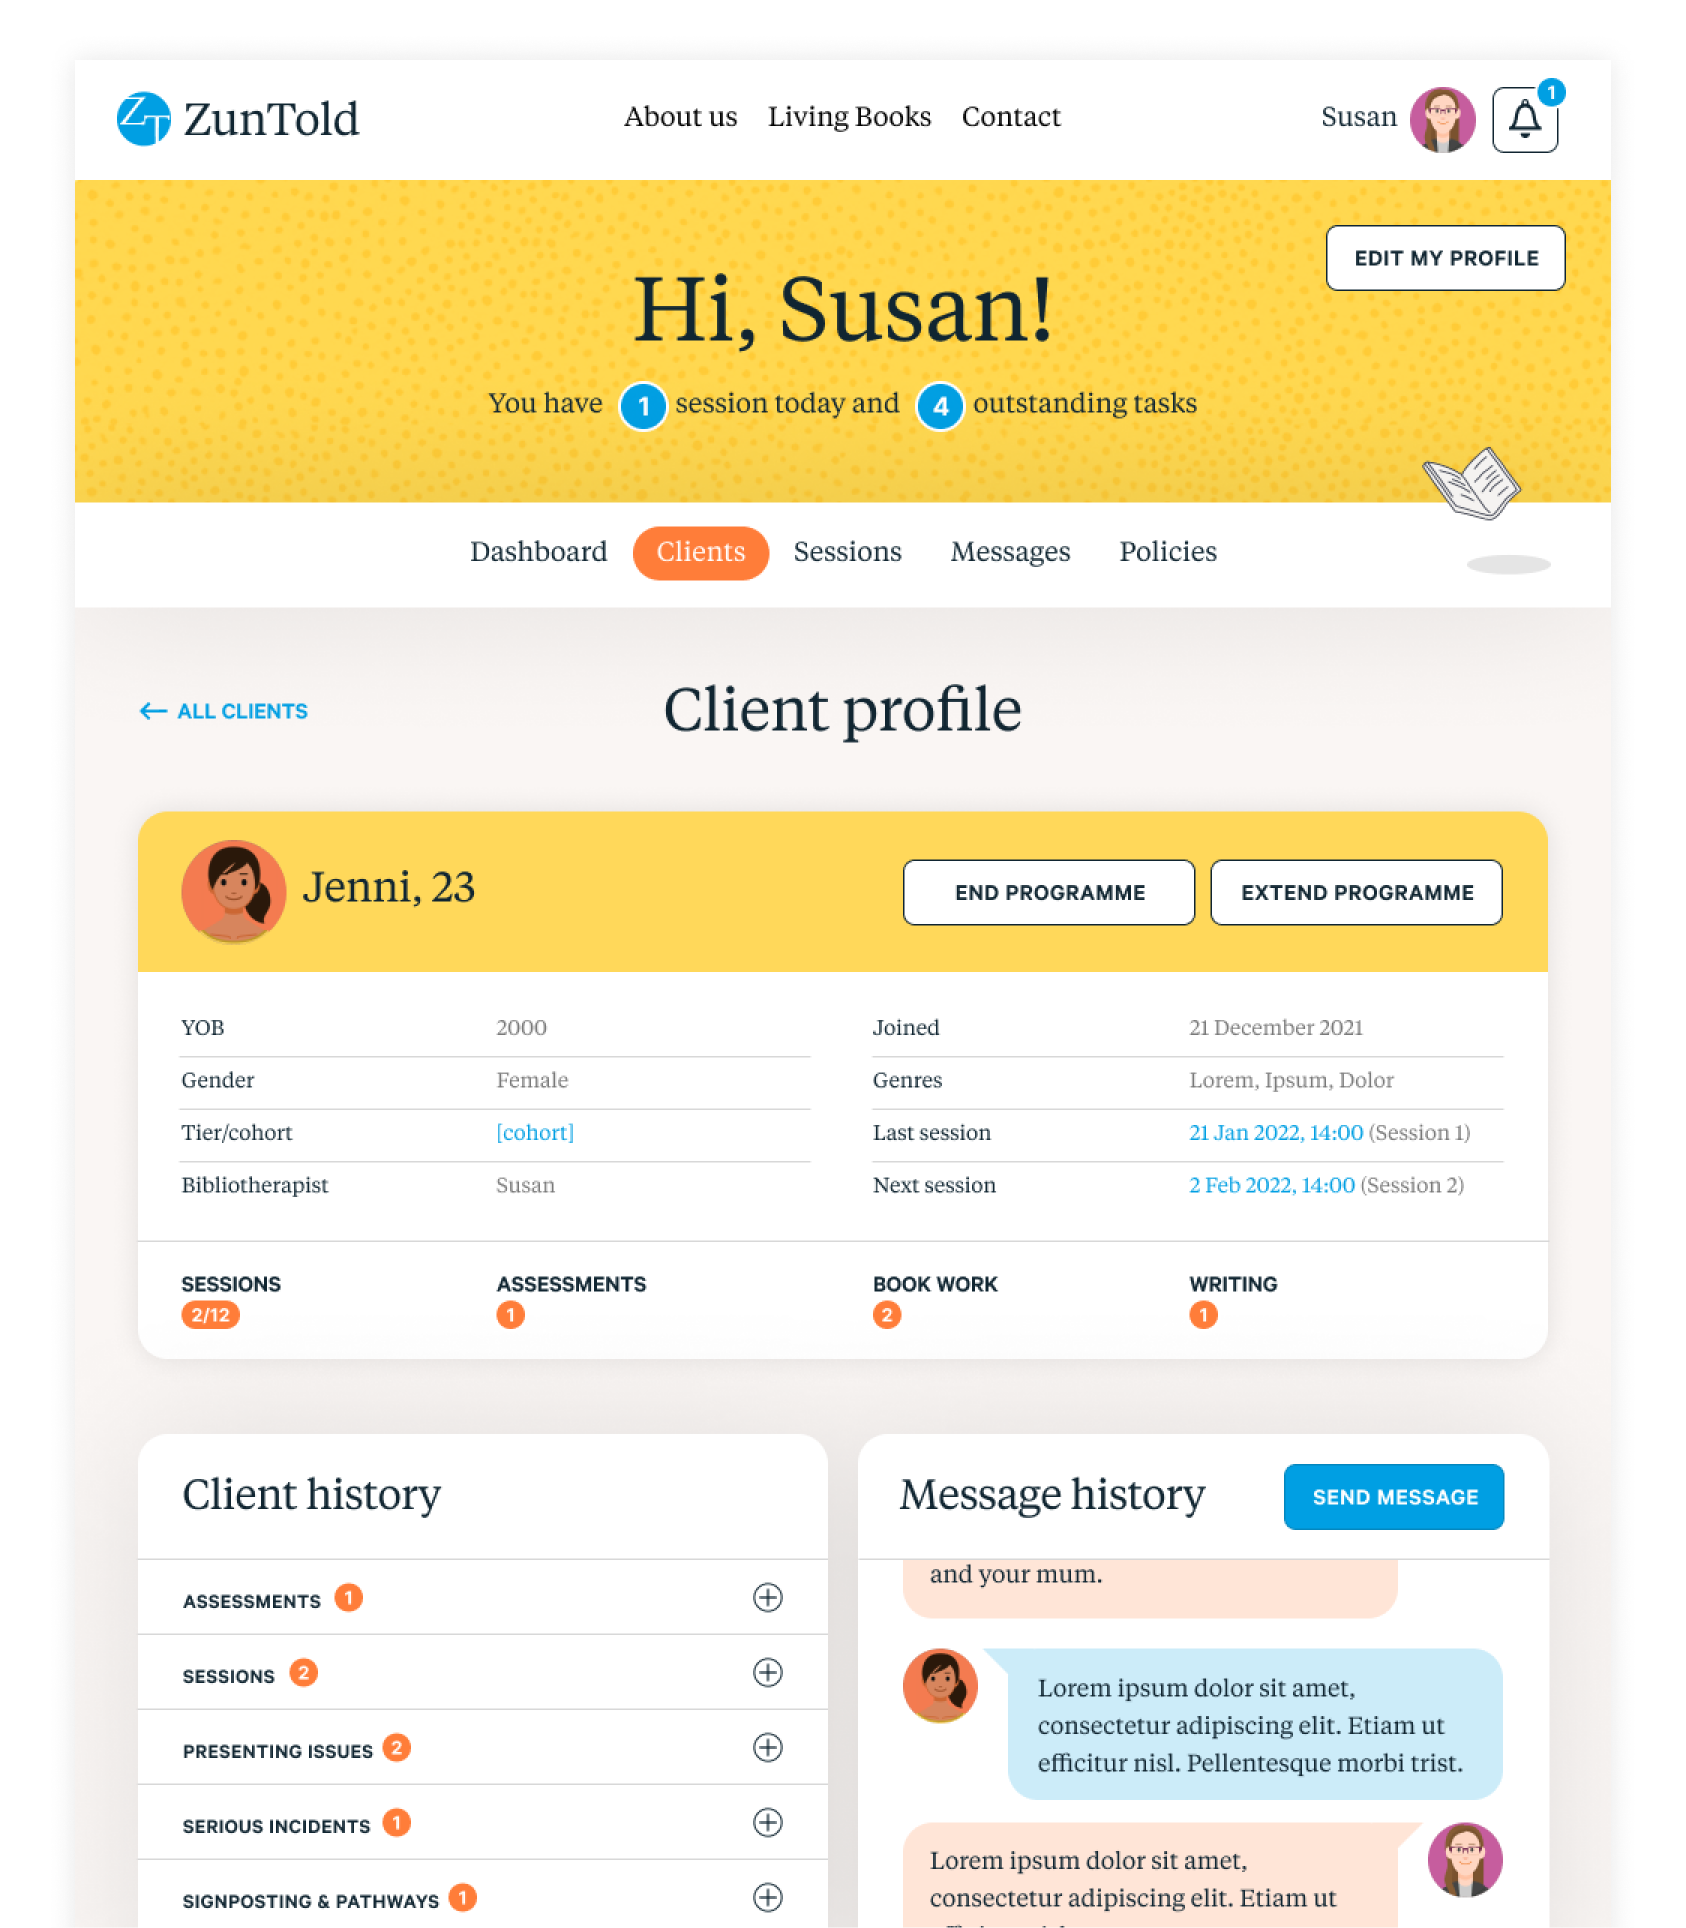 ZT ZunTold
About us Living Books Contact
Susan
1
EDIT MY PROFILE
Hi, Susan!
You have 1 session today and 4 outstanding tasks
Dashboard Clients Sessions Messages Policies
← ALL CLIENTS
Client profile
Jenni, 23
END PROGRAMME
EXTEND PROGRAMME
YOB 2000
Gender Female
Tier/cohort [cohort]
Bibliotherapist Susan
Joined 21 December 2021
Genres Lorem, Ipsum, Dolor
Last session 21 Jan 2022, 14:00 (Session 1)
Next session 2 Feb 2022, 14:00 (Session 2)
SESSIONS
2/12
ASSESSMENTS
1
BOOK WORK
2
WRITING
1
Client history
ASSESSMENTS 1
SESSIONS 2
PRESENTING ISSUES 2
SERIOUS INCIDENTS 1
SIGNPOSTING & PATHWAYS 1
Message history
SEND MESSAGE
and your mum.
Lorem ipsum dolor sit amet,
consectetur adipiscing elit. Etiam ut
efficitur nisl. Pellentesque morbi trist.
Lorem ipsum dolor sit amet,
consectetur adipiscing elit. Etiam ut